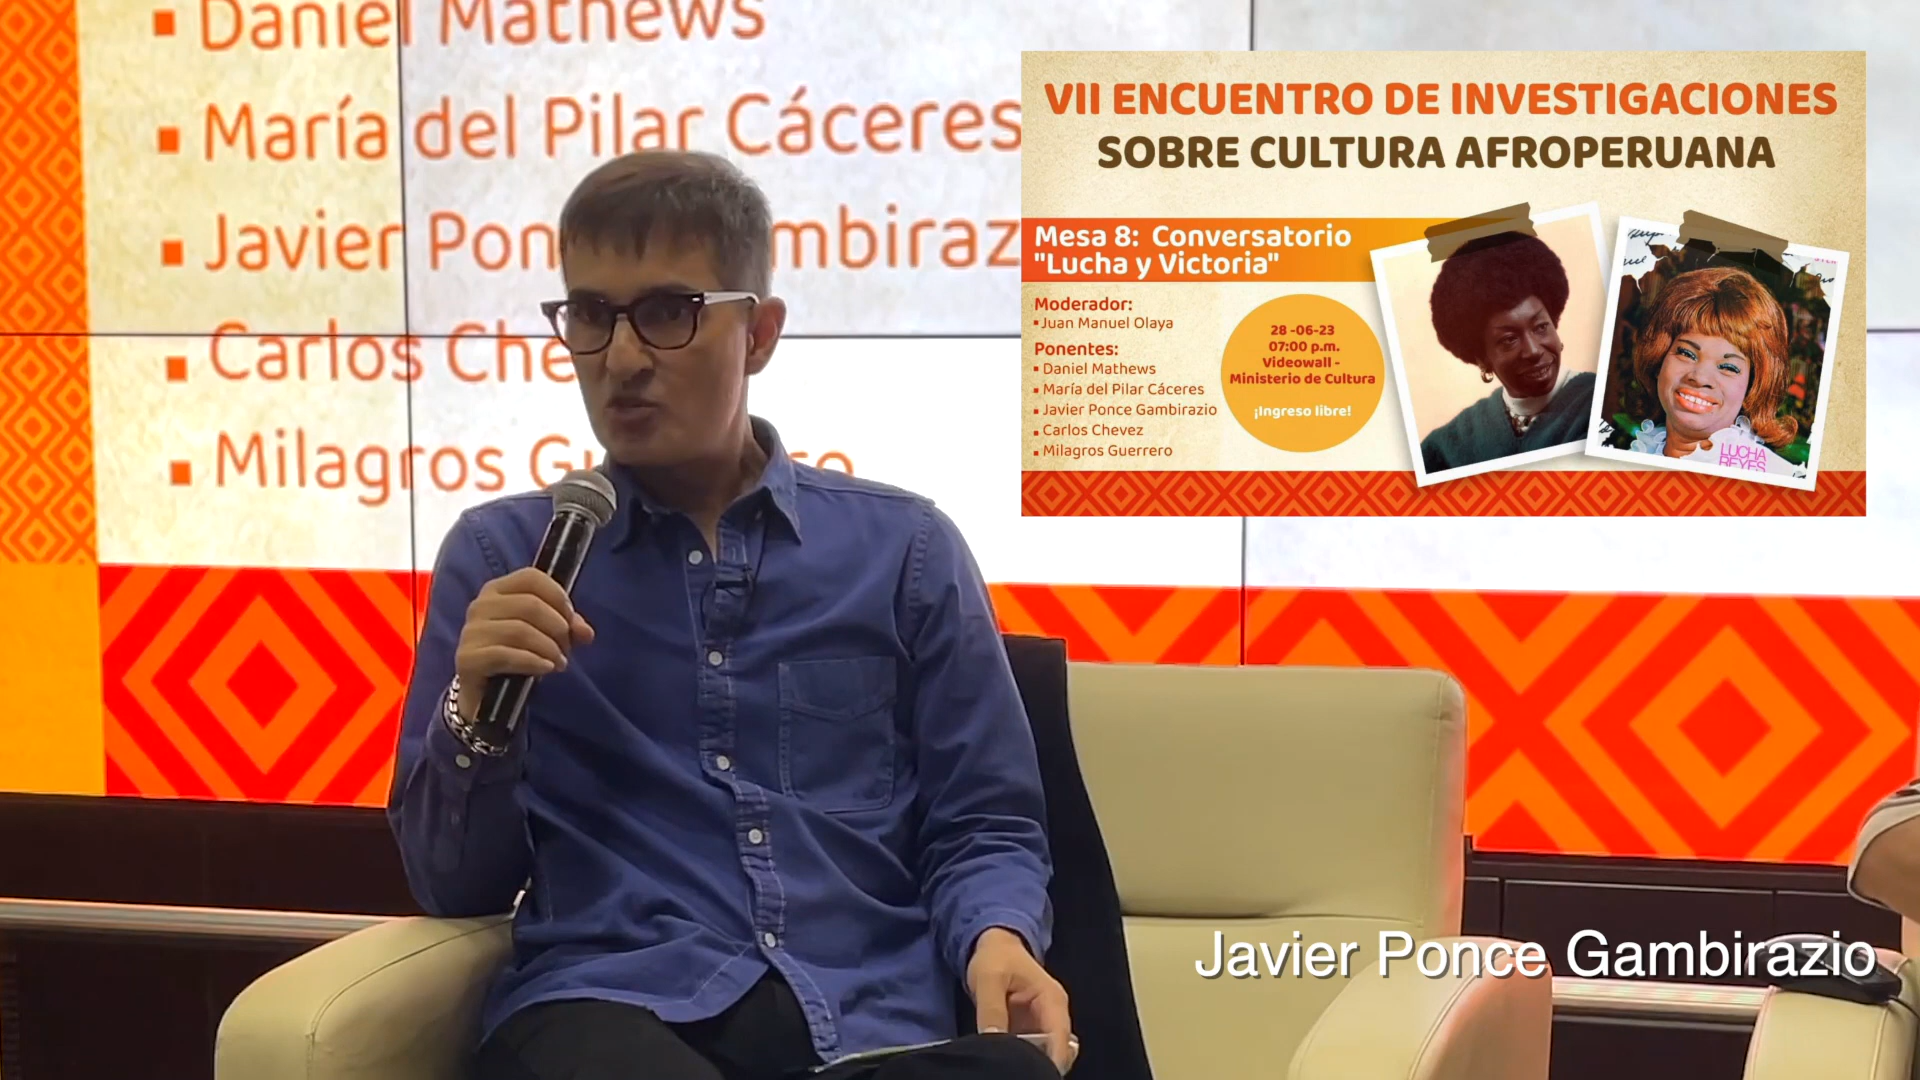 Daniel Mathews
María del Pilar Cáceres
Javier Pon mbiraz
Carlos Che
Milagros Gu ro
VII ENCUENTRO DE INVESTIGACIONES
SOBRE CULTURA AFROPERUANA
Mesa 8: Conversatorio
"Lucha y Victoria"
Moderador:
Juan Manuel Olaya
Ponentes:
Daniel Mathews
María del Pilar Cáceres
Javier Ponce Gambirazio
Carlos Chevez
Milagros Guerrero
28 -06-23
07:00 p.m.
Videowall -
Ministerio de Cultura
¡Ingreso libre!
LUCHA
REYES
Javier Ponce Gambirazio